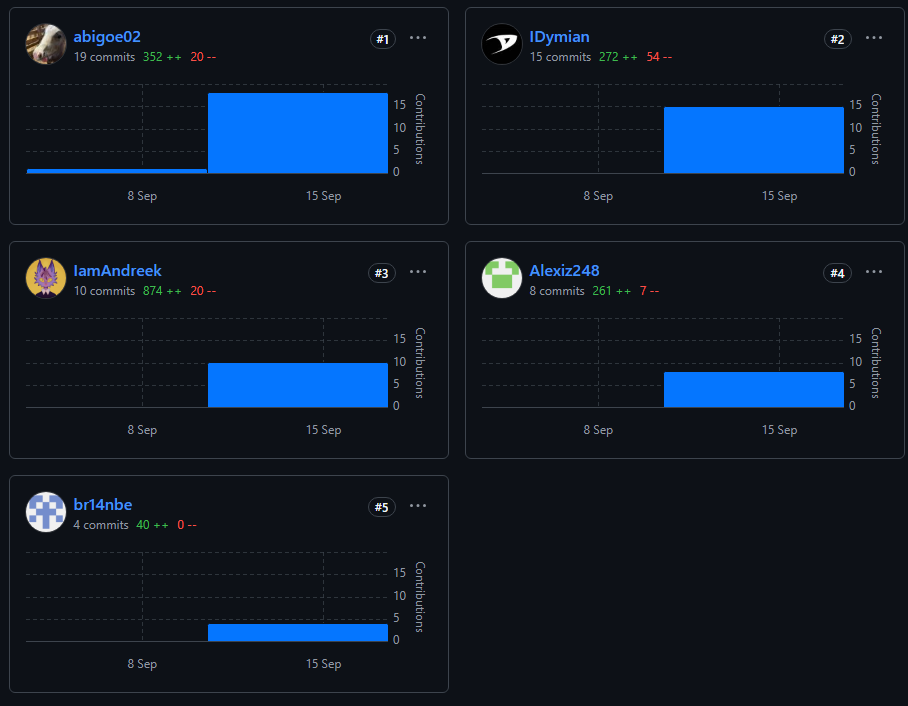 abigoe02
#1
19 commits 352 ++ 20 --
15
10
5
0
Contributions
8 Sep
15 Sep
IDymian
#2
15 commits 272 ++ 54 --
15
10
5
0
Contributions
8 Sep
15 Sep
IamAndreek
#3
10 commits 874 ++ 20 --
15
10
5
0
Contributions
8 Sep
15 Sep
Alexiz248
#4
8 commits 261 ++ 7 --
15
10
5
0
Contributions
8 Sep
15 Sep
br14nbe
#5
4 commits 40 ++ 0 --
15
10
5
0
Contributions
8 Sep
15 Sep